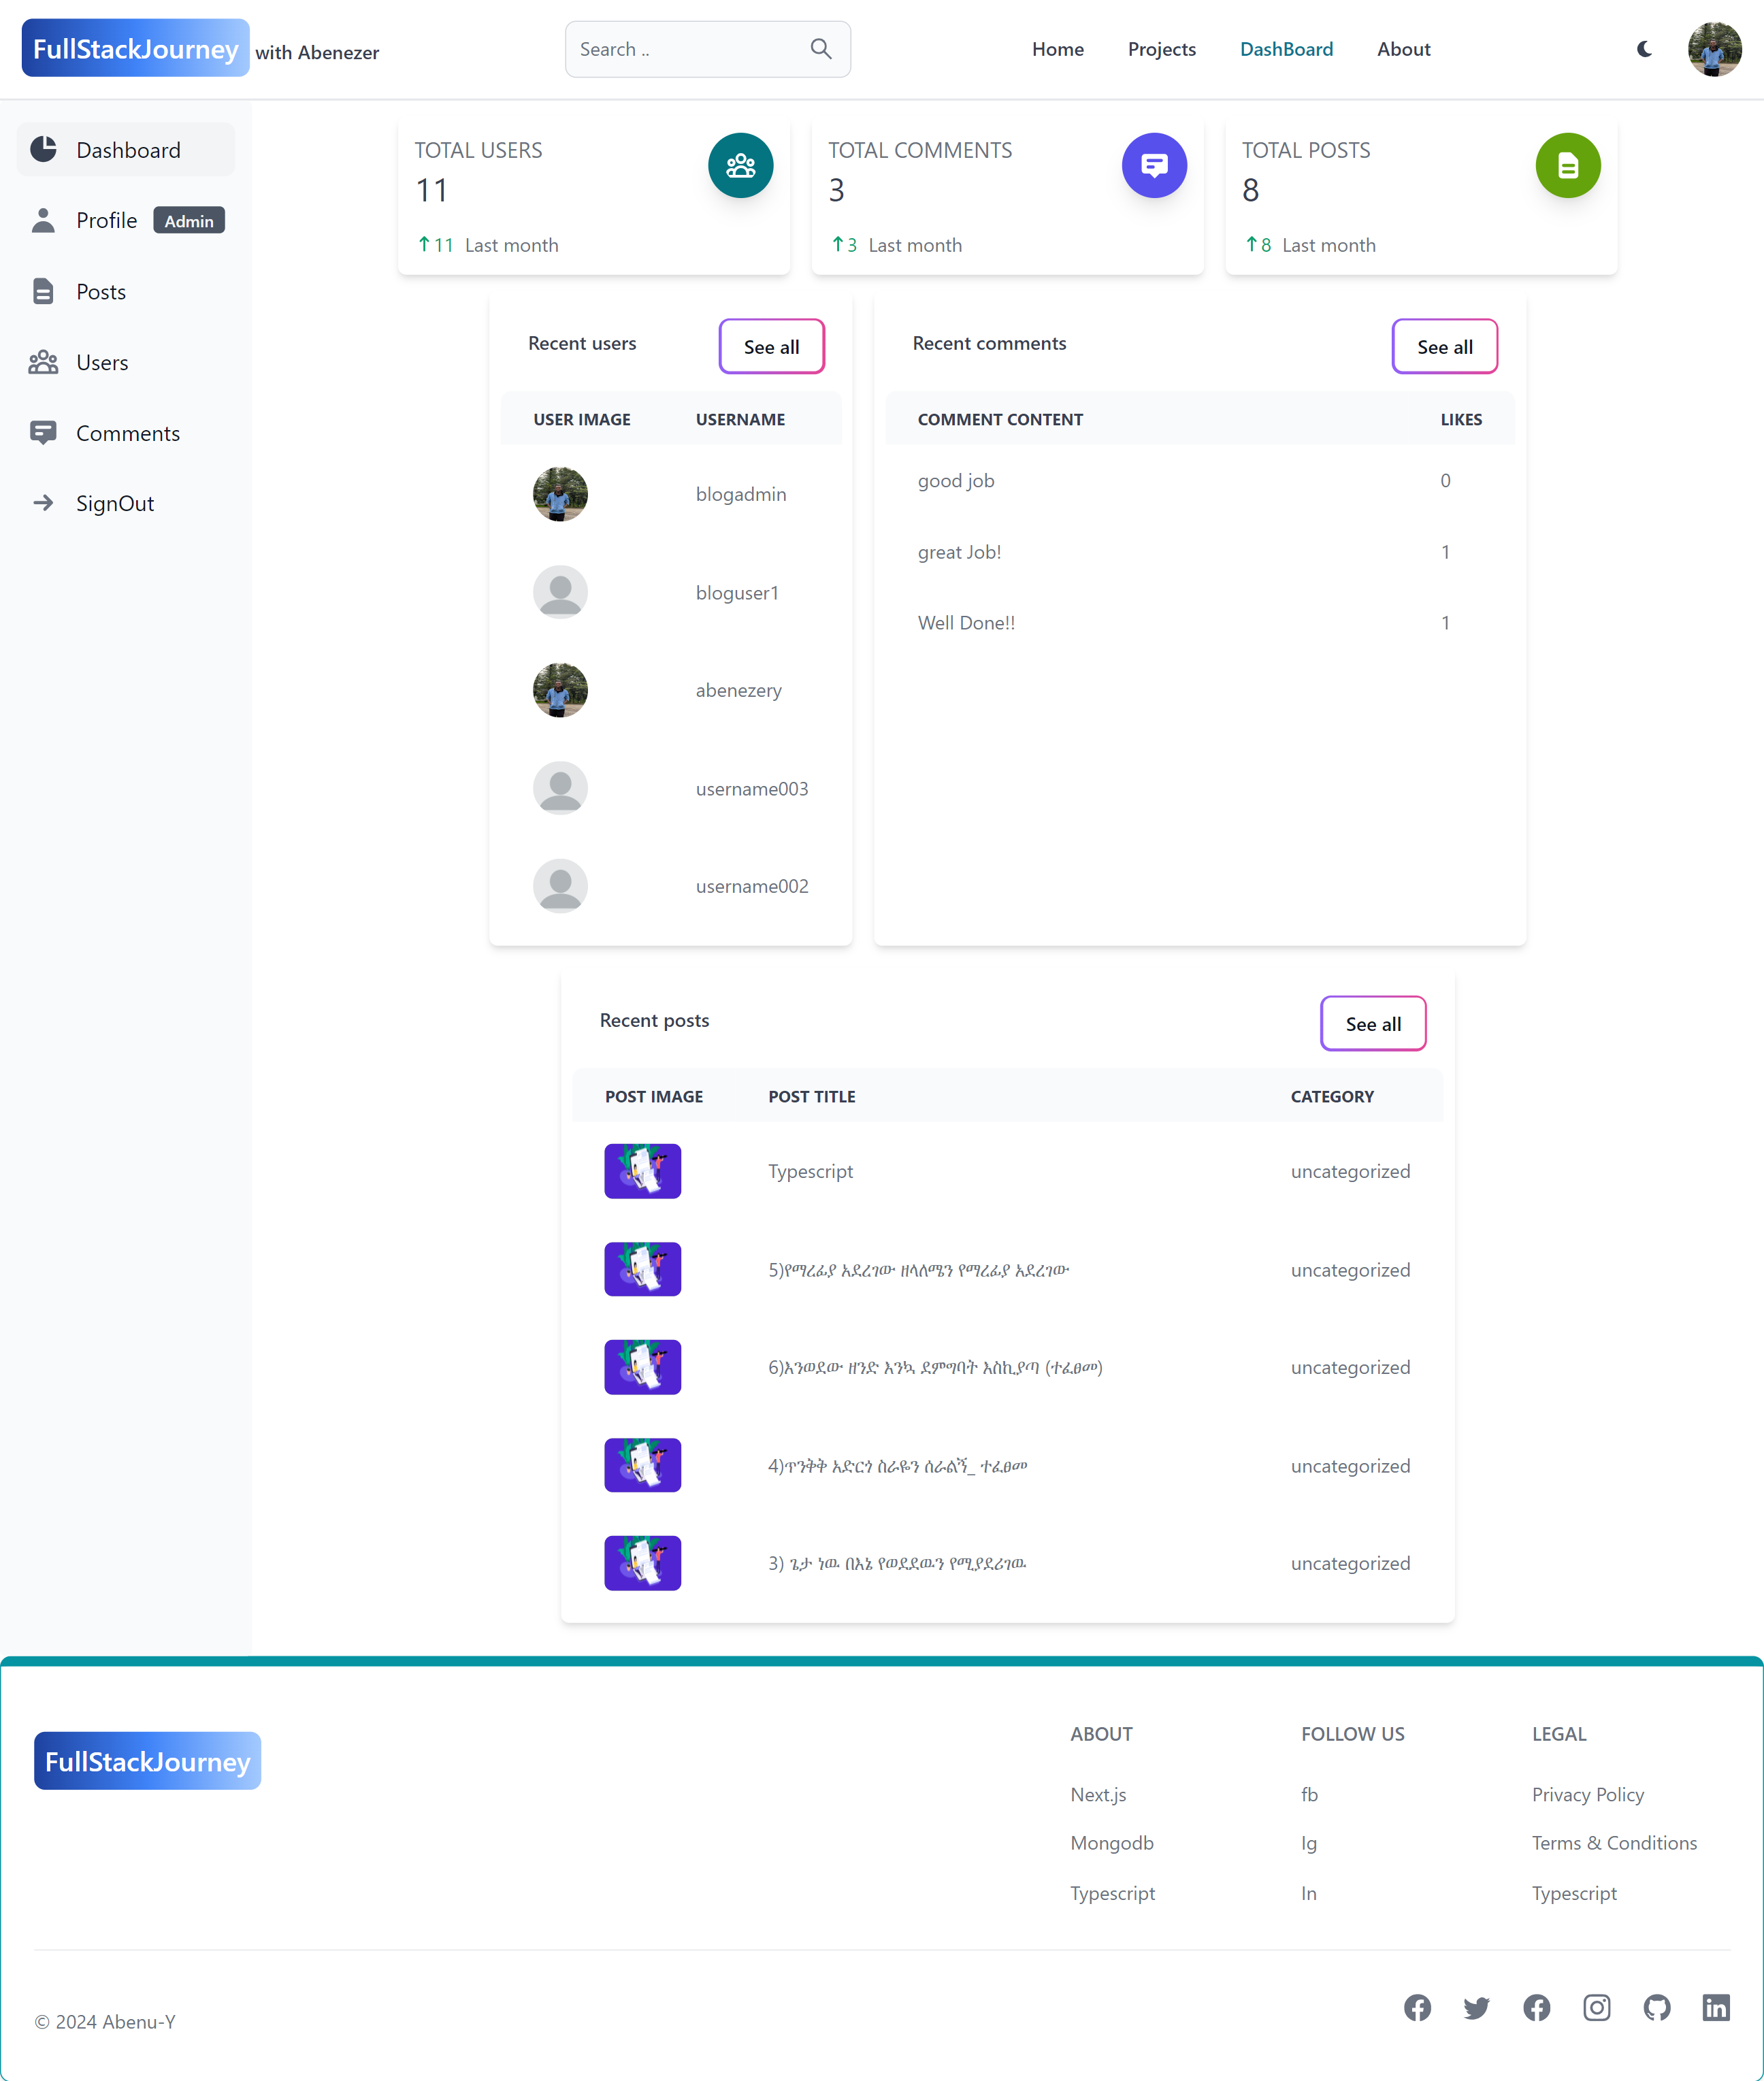 FullStackJourney with Abenezer
Search ..
Home Projects DashBoard About
Dashboard
Profile Admin
Posts
Users
Comments
SignOut
TOTAL USERS
11
11 Last month
TOTAL COMMENTS
3
3 Last month
TOTAL POSTS
8
8 Last month
Recent users See all
USER IMAGE USERNAME
blogadmin
bloguser1
abenezery
username003
username002
Recent comments See all
COMMENT CONTENT LIKES
good job 0
great Job! 1
Well Done!! 1
Recent posts See all
POST IMAGE POST TITLE CATEGORY
Typescript uncategorized
5)የማረፊያ አደረገው ዘላለሜን የማረፊያ አደረገው uncategorized
6)እንወደው ዘንድ እንኳ ደምግባት እስኪያጣ (ተፈፀመ) uncategorized
4)ጥንቅቅ አድርጎ ስራዬን ሰራልኝ_ ተፈፀመ uncategorized
3) ጌታ ነዉ በእኔ የወደደዉን የሚያደሪገዉ uncategorized
FullStackJourney
ABOUT
Next.js
Mongodb
Typescript
FOLLOW US
fb
Ig
In
LEGAL
Privacy Policy
Terms & Conditions
Typescript
© 2024 Abenu-Y